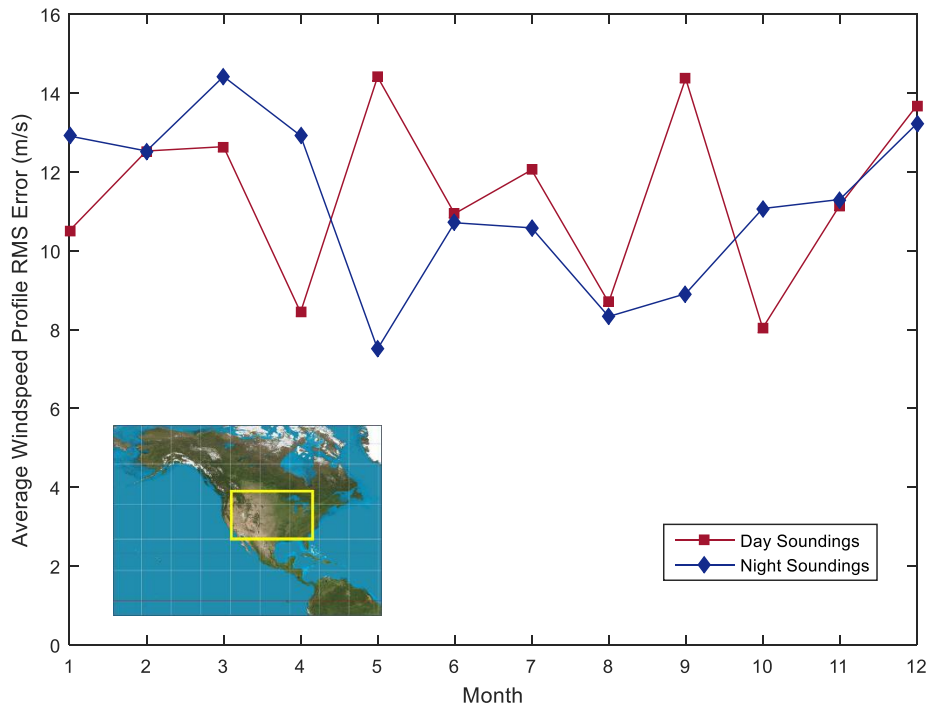 16
14
12
10
8
6
4
2
0
Average Windspeed Profile RMS Error (m/s)
Day Soundings
Night Soundings
1 2 3 4 5 6 7 8 9 10 11 12
Month